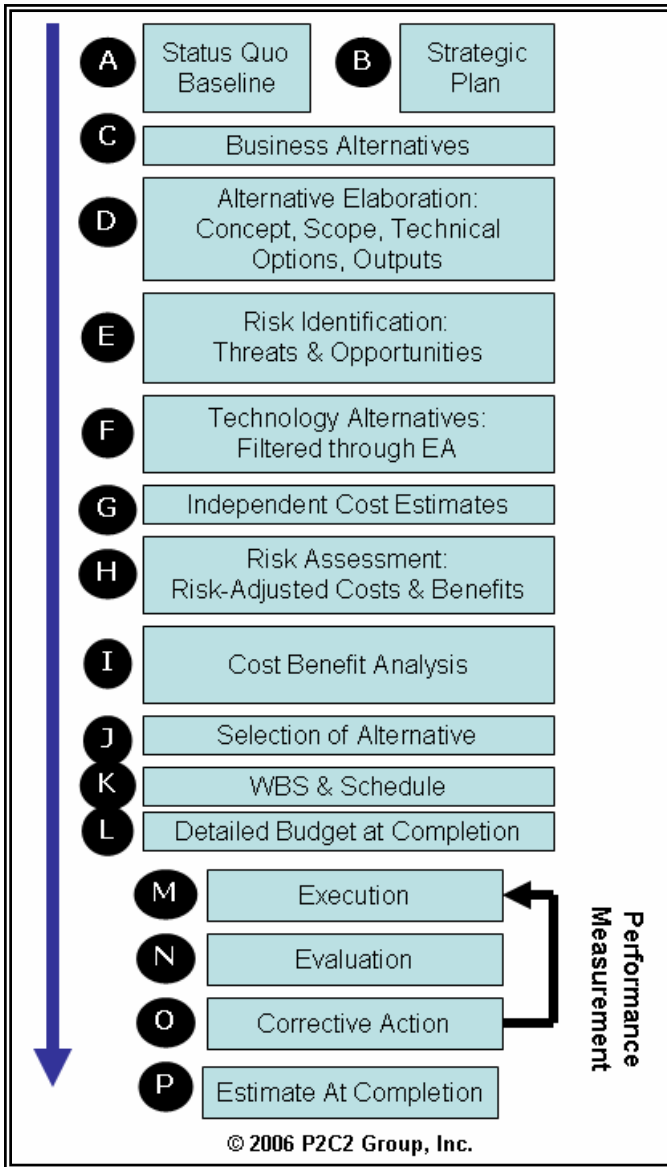 A
Status Quo
Baseline
B
Strategic
Plan
C
Business Alternatives
D
Alternative Elaboration:
Concept, Scope, Technical
Options, Outputs
E
Risk Identification:
Threats & Opportunities
F
Technology Alternatives:
Filtered through EA
G
Independent Cost Estimates
H
Risk Assessment:
Risk-Adjusted Costs & Benefits
I
Cost Benefit Analysis
J
Selection of Alternative
K
WBS & Schedule
L
Detailed Budget at Completion
M
Execution
N
Evaluation
O
Corrective Action
Performance
Measurement
P
Estimate At Completion
© 2006 P2C2 Group, Inc.